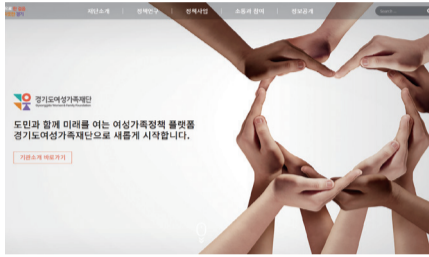 재단소개 | 정책연구 | 정책사업 | 소통과 참여 | 정보공개
경기도여성가족재단
Gyeonggido Women & Family Foundation
도민과 함께 미래를 여는 여성가족정책 플랫폼
경기도여성가족재단으로 새롭게 시작합니다.
기관소개 바로가기